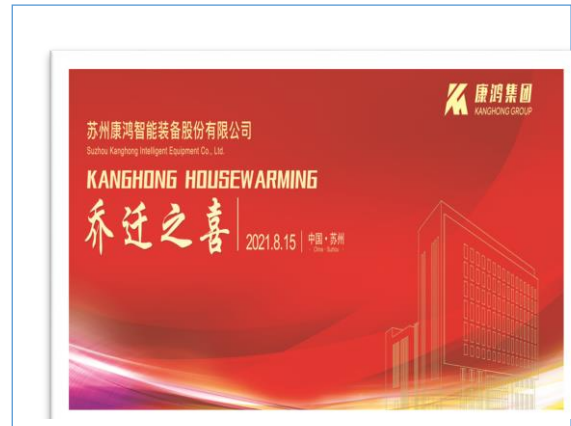 康鸿集团
KANGHONG GROUP
苏州康鸿智能装备股份有限公司
Suzhou Kanghong Intelligent Equipment Co., Ltd.
KANGHONG HOUSEWARMING
乔迁之喜 2021.8.15 中国·苏州
China · Suzhou